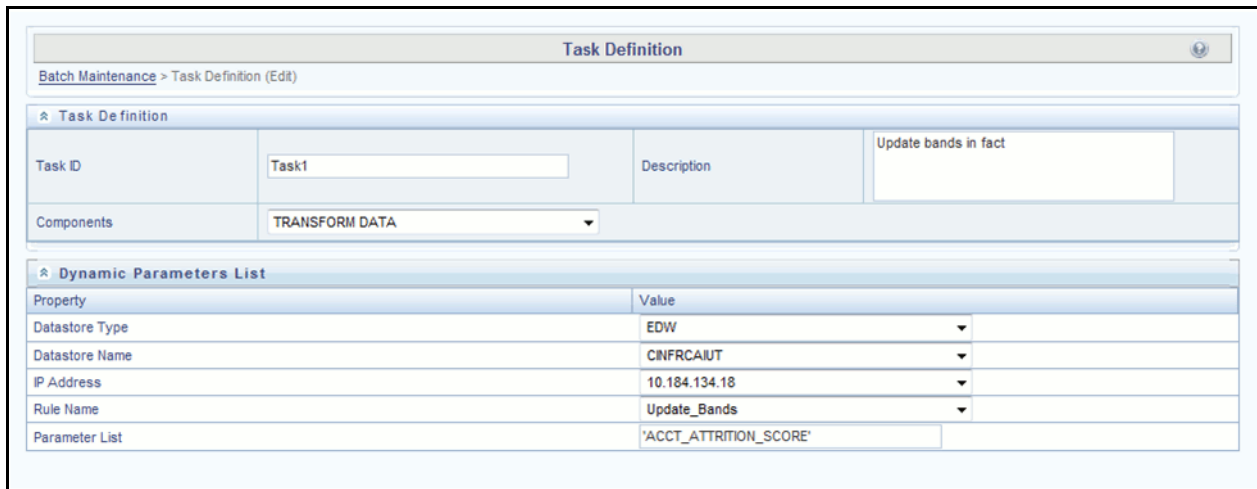 Task Definition
Batch Maintenance > Task Definition (Edit)
Task Definition
Task ID Task1 Description Update bands in fact
Components TRANSFORM DATA
Dynamic Parameters List
Property Value
Datastore Type EDW
Datastore Name CINFRCAIUT
IP Address 10.184.134.18
Rule Name Update_Bands
Parameter List 'ACCT_ATTRITION_SCORE'